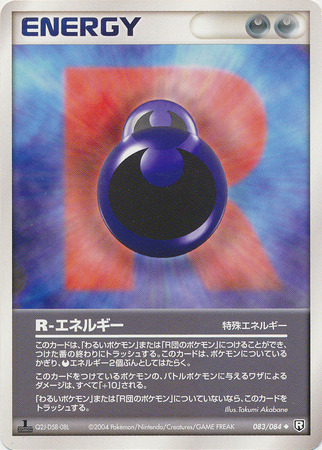 ENERGY
R-エネルギー 特殊エネルギー
このカードは、「わるいポケモン」または「R団のポケモン」につけることができ、
つけた番の終わりにトラッシュする。このカードは、ポケモンについているか
ぎり、エネルギー2個ぶんとしてはたらく。
このカードをつけたポケモンの、バトルポケモンに与えるワザによるダメー
ジは、すべて「+10」される。
「わるいポケモン」または「R団のポケモン」についていないなら、このカード
をトラッシュする。
Illus.Takumi Akabane
1
EDITION
©2004 Pokémon/Nintendo/Creatures/GAME FREAK 083/084 ◆ R